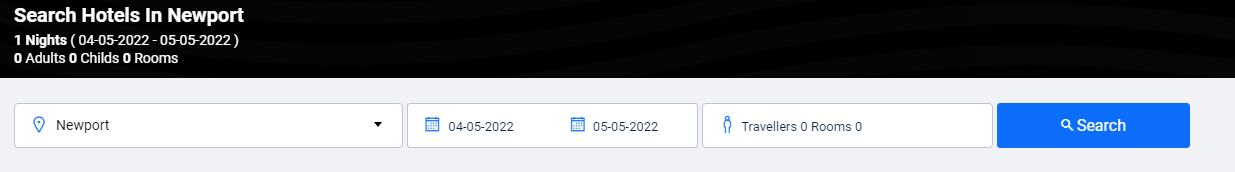 Search Hotels In Newport
1 Nights ( 04-05-2022 - 05-05-2022 )
0 Adults 0 Childs 0 Rooms
Newport 04-05-2022 05-05-2022 Travellers 0 Rooms 0 Search